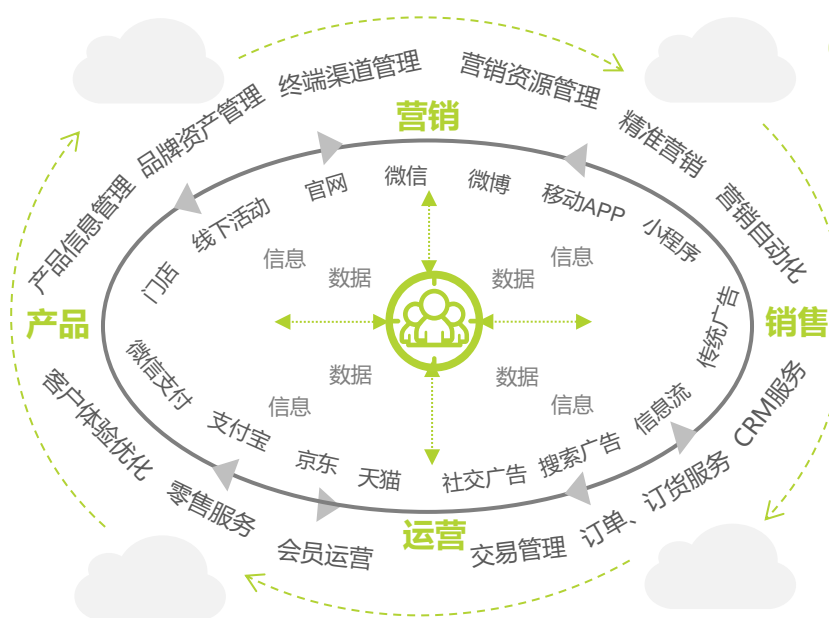 终端渠道管理
营销资源管理
品牌资产管理
营销
精准营销
产品信息管理
营销自动化
线下活动
官网
微信
微博
移动APP
小程序
门店
信息
数据
数据
信息
传统广告
产品
销售
微信支付
数据
数据
信息
信息
信息流
客户体验优化
支付宝
京东
天猫
社交广告
搜索广告
CRM服务
零售服务
会员运营
运营
交易管理
订单、订货服务